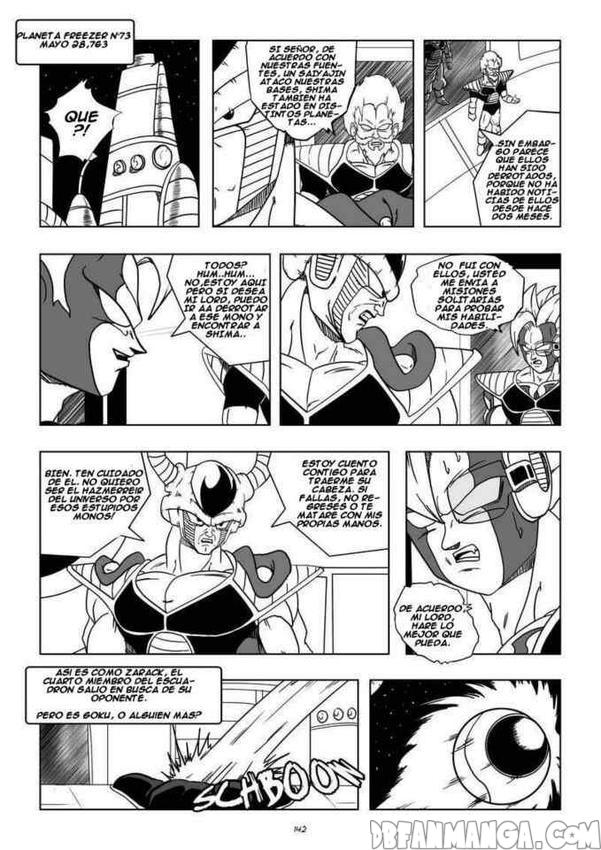 PLANETA FREEZER N°73
MAYO 28,763
QUE
?!
SI SEÑOR, DE
ACUERDO CON
NUESTRAS FUEN-
TES, UN SAIYAJIN
ATACO NUESTRAS
BASES, SHIMA
TAMBIEN HA
ESTADO EN DIS-
TINTOS PLANE-
TAS...
SIN EMBAR-
GO PARECE
QUE ELLOS
HAN SIDO
DERROTADOS,
PORQUE NO HA
HABIDO NOTI-
CIAS DE ELLOS
DESDE HACE
DOS MESES.
TODOS?
HUM..HUM...
NO,ESTOY AQUI
PERO SI DESEA
MI LORD, PUEDO
IR AA DERROTAR
A ESE MONO Y
ENCONTRAR A
SHIMA..
NO FUI CON
ELLOS, USTED
ME ENVIA A
MISIONES
SOLITARIAS
PARA PROBAR
MIS HABILI-
DADES.
BIEN. TEN CUIDADO
DE EL. NO QUIERO
SER EL HAZMERREIR
DEL UNIVERSO POR
ESOS ESTUPIDOS
MONOS!
ESTOY CUENTO
CONTIGO PARA
TRAERME SU
CABEZA. SI
FALLAS, NO RE-
GRESES O TE
MATARE CON MIS
PROPIAS MANOS.
DE ACUERDO,
MI LORD,
HARE LO
MEJOR QUE
PUEDA.
ASI ES COMO ZARACK, EL
CUARTO MIEMBRO DEL ESCUA-
DRON SALIO EN BUSCA DE SU
OPONENTE.
PERO ES GOKU, O ALGUIEN MAS?
SCHBOOM
142
DBFANMANGA.COM